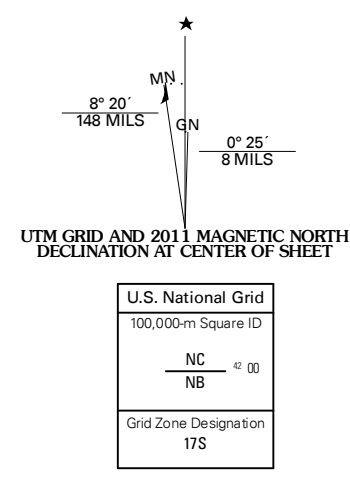 MN
8° 20´
148 MILS
GN
0° 25´
8 MILS
UTM GRID AND 2011 MAGNETIC NORTH
DECLINATION AT CENTER OF SHEET
U.S. National Grid
100,000-m Square ID
NC
42 00
NB
Grid Zone Designation
17S